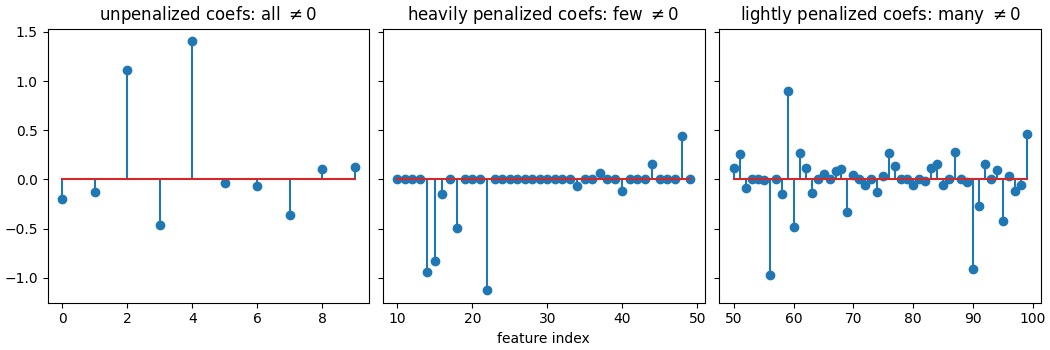 unpenalized coefs: all ≠0
heavily penalized coefs: few ≠0
lightly penalized coefs: many ≠0
1.5
1.0
0.5
0.0
−0.5
−1.0
0 2 4 6 8
10 20 30 40 50
50 60 70 80 90 100
feature index